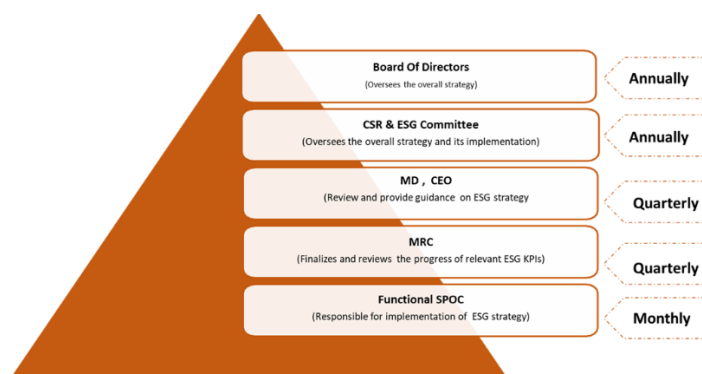 Board Of Directors
(Oversees the overall strategy)
Annually
CSR & ESG Committee
(Oversees the overall strategy and its implementation)
Annually
MD , CEO
(Review and provide guidance on ESG strategy
Quarterly
MRC
(Finalizes and reviews the progress of relevant ESG KPIs)
Quarterly
Functional SPOC
(Responsible for implementation of ESG strategy)
Monthly